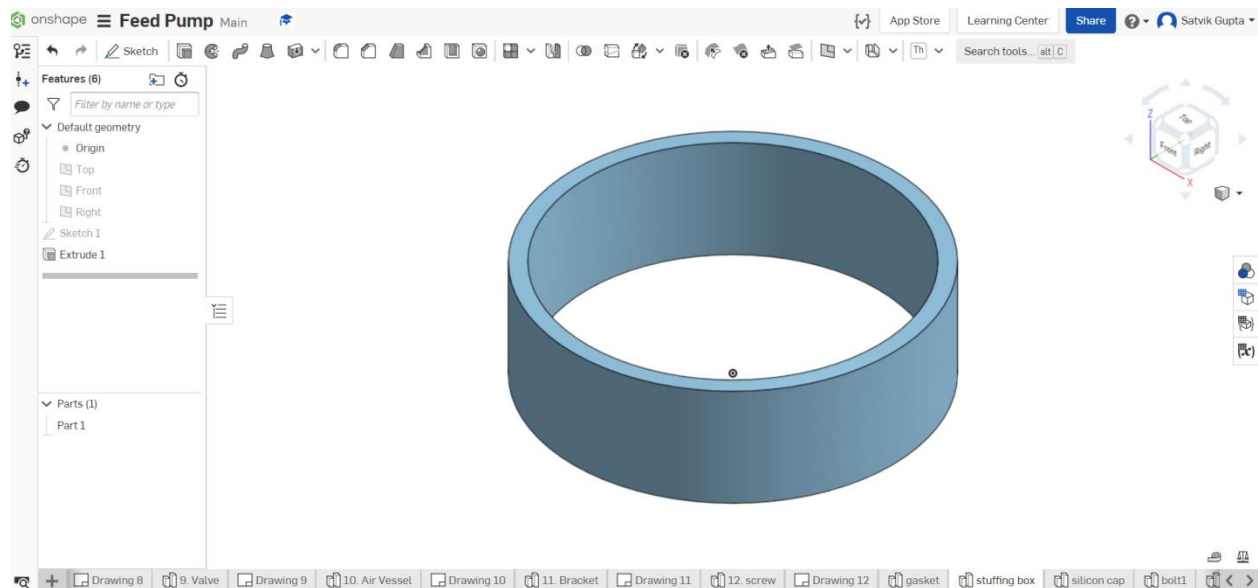 onshape Feed Pump Main App Store Learning Center Share Satvik Gupta
Sketch Th Search tools... alt C
Features (6)
Filter by name or type
Default geometry
Origin
Top
Front
Right
Sketch 1
Extrude 1
Parts (1)
Part 1
Z
Top
Front Right
X
Drawing 8 9. Valve Drawing 9 10. Air Vessel Drawing 10 11. Bracket Drawing 11 12. screw Drawing 12 gasket stuffing box silicon cap bolt1